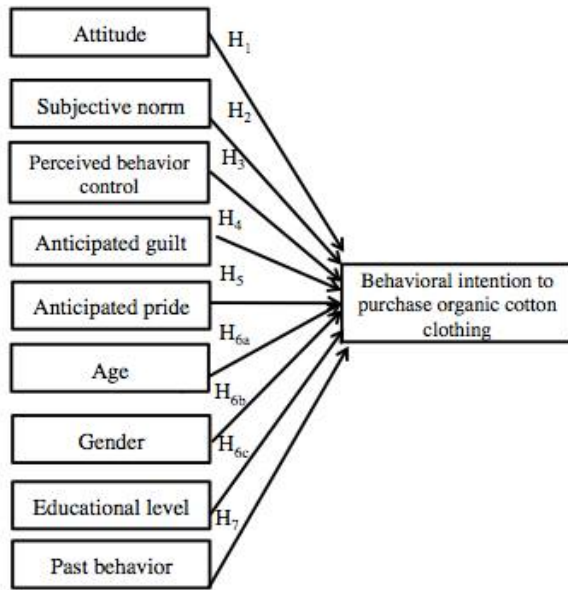 Attitude
H1
Subjective norm
H2
Perceived behavior
control
H3
Anticipated guilt
H4
Anticipated pride
H5
Age
H6a
Gender
H6b
Educational level
H6c
Past behavior
H7
Behavioral intention to
purchase organic cotton
clothing